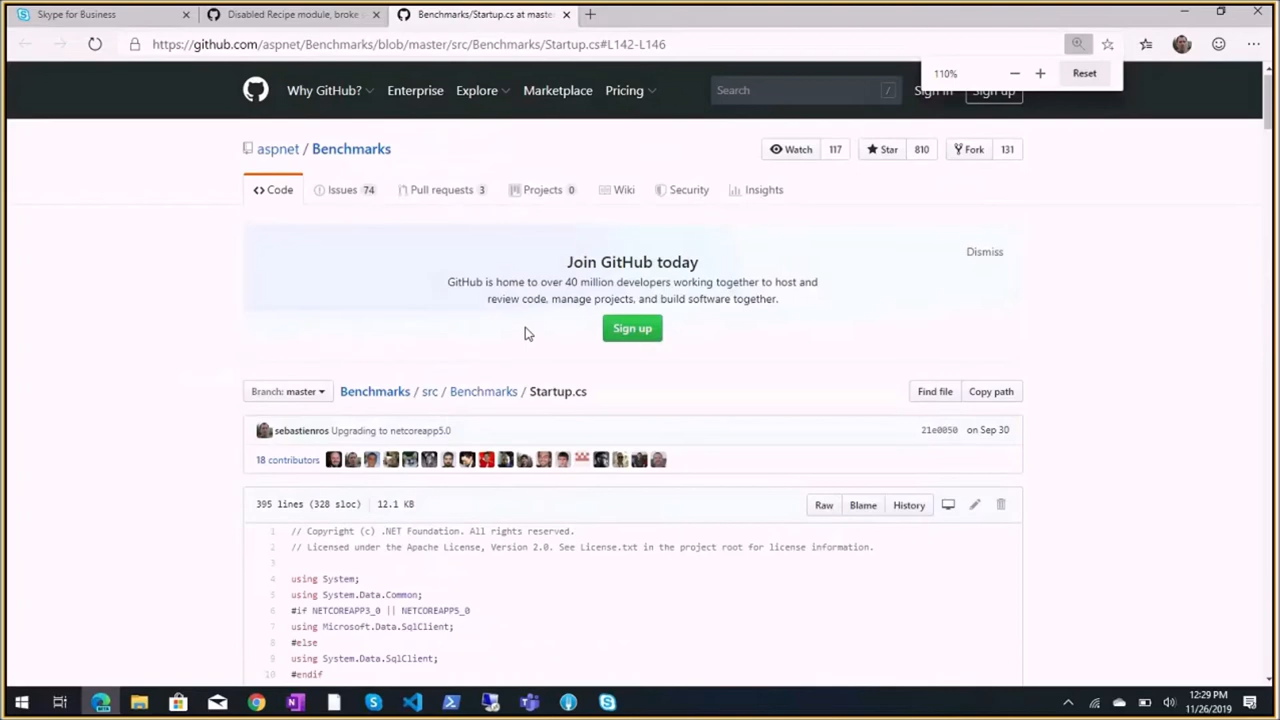 Skype for Business
Disabled Recipe module, broke
Benchmarks/Startup.cs at maste
https://github.com/aspnet/Benchmarks/blob/master/src/Benchmarks/Startup.cs#L142-L146
110%
Reset
Why GitHub?
Enterprise
Explore
Marketplace
Pricing
Search
/
Sign in
Sign up
aspnet / Benchmarks
Watch 117
Star 810
Fork 131
Code
Issues 74
Pull requests 3
Projects 0
Wiki
Security
Insights
Join GitHub today
Dismiss
GitHub is home to over 40 million developers working together to host and
review code, manage projects, and build software together.
Sign up
Branch: master
Benchmarks / src / Benchmarks / Startup.cs
Find file
Copy path
sebastienros Upgrading to netcoreapp5.0
21e0050 on Sep 30
18 contributors
395 lines (328 sloc) 12.1 KB
Raw
Blame
History
1 // Copyright (c) .NET Foundation. All rights reserved.
2 // Licensed under the Apache License, Version 2.0. See License.txt in the project root for license information.
3
4 using System;
5 using System.Data.Common;
6 #if NETCOREAPP3_0 || NETCOREAPP5_0
7 using Microsoft.Data.SqlClient;
8 #else
9 using System.Data.SqlClient;
10 #endif
12:29 PM
11/26/2019